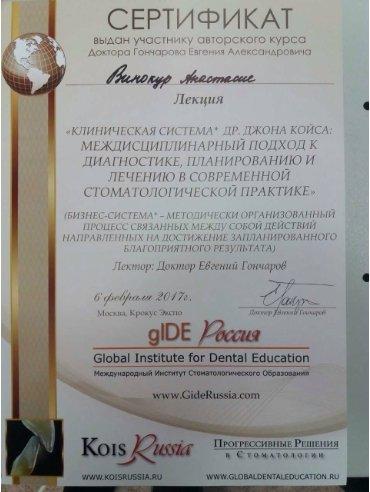 СЕРТИФИКАТ
выдан участнику авторского курса
Доктора Гончарова Евгения Александровича
Винокур Анастасие
Лекция
«КЛИНИЧЕСКАЯ СИСТЕМА* ДР. ДЖОНА КОЙСА:
МЕЖДИСЦИПЛИНАРНЫЙ ПОДХОД К
ДИАГНОСТИКЕ, ПЛАНИРОВАНИЮ И
ЛЕЧЕНИЮ В СОВРЕМЕННОЙ
СТОМАТОЛОГИЧЕСКОЙ ПРАКТИКЕ»
(БИЗНЕС-СИСТЕМА* – МЕТОДИЧЕСКИ ОРГАНИЗОВАННЫЙ
ПРОЦЕСС СВЯЗАННЫХ МЕЖДУ СОБОЙ ДЕЙСТВИЙ
НАПРАВЛЕННЫХ НА ДОСТИЖЕНИЕ ЗАПЛАНИРОВАННОГО
БЛАГОПРИЯТНОГО РЕЗУЛЬТАТА)
Лектор: Доктор Евгений Гончаров
6 февраля 2017г.
Москва, Крокус Экспо
Доктор Евгений Гончаров
gIDE Россия
Global Institute for Dental Education
Международный Институт Стоматологического Образования
www.GideRussia.com
KOIS Russia
ПРОГРЕССИВНЫЕ РЕШЕНИЯ
В СТОМАТОЛОГИИ
WWW.KOISRUSSIA.RU
WWW.GLOBALDENTALEDUCATION.RU